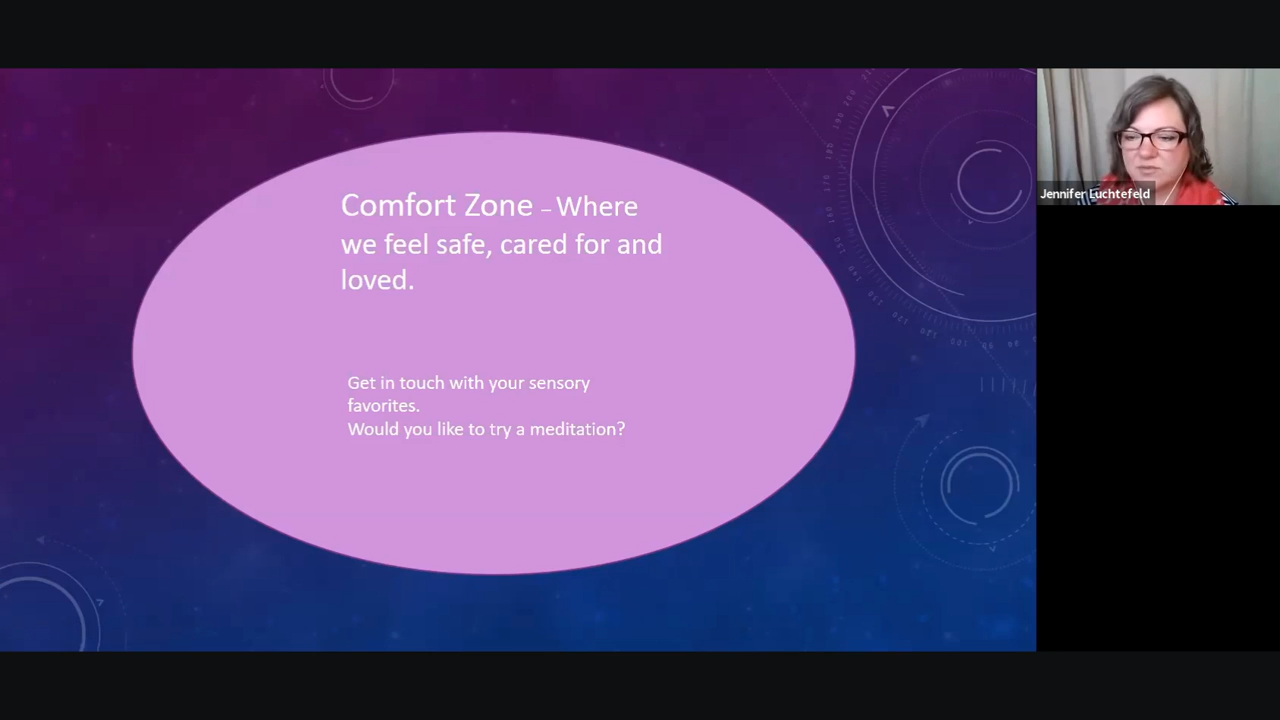 Comfort Zone – Where
we feel safe, cared for and
loved.
Get in touch with your sensory
favorites.
Would you like to try a meditation?
Jennifer Luchtefeld